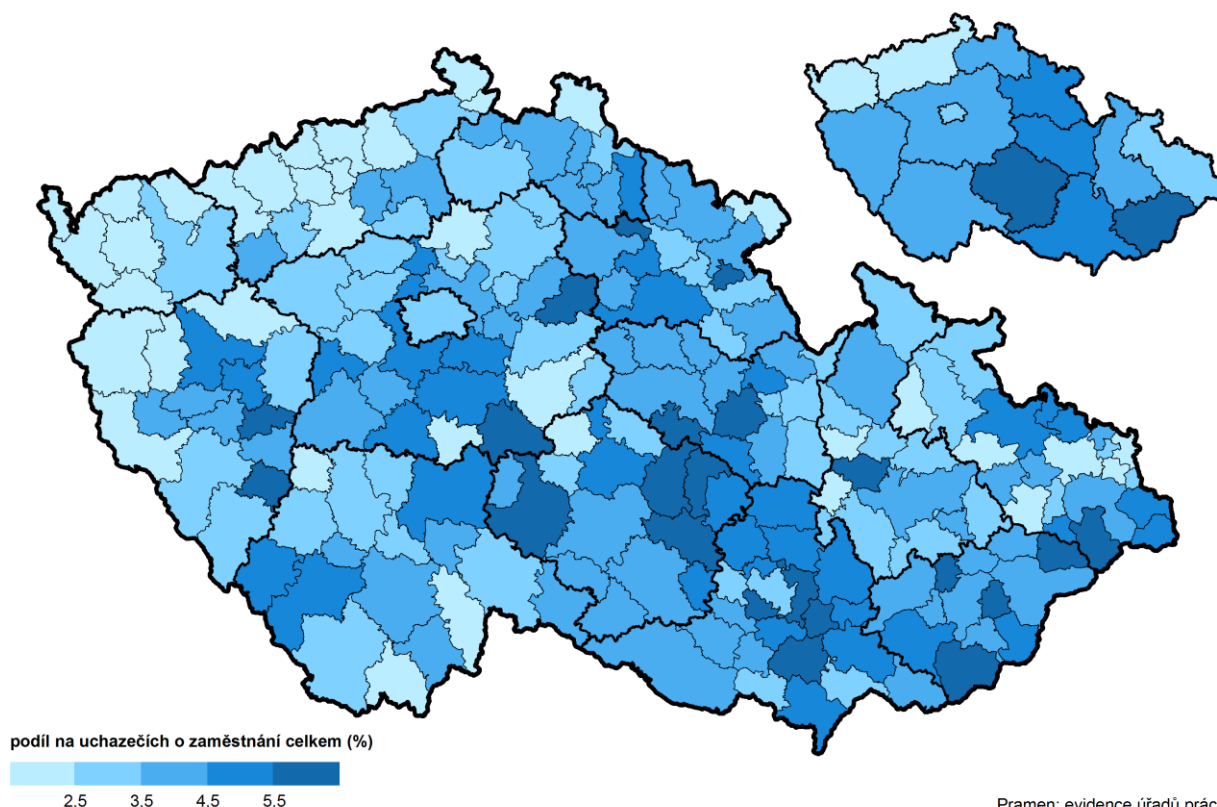 podíl na uchazečích o zaměstnání celkem (%)
2.5 3.5 4.5 5.5
Pramen: evidence úřadů prác